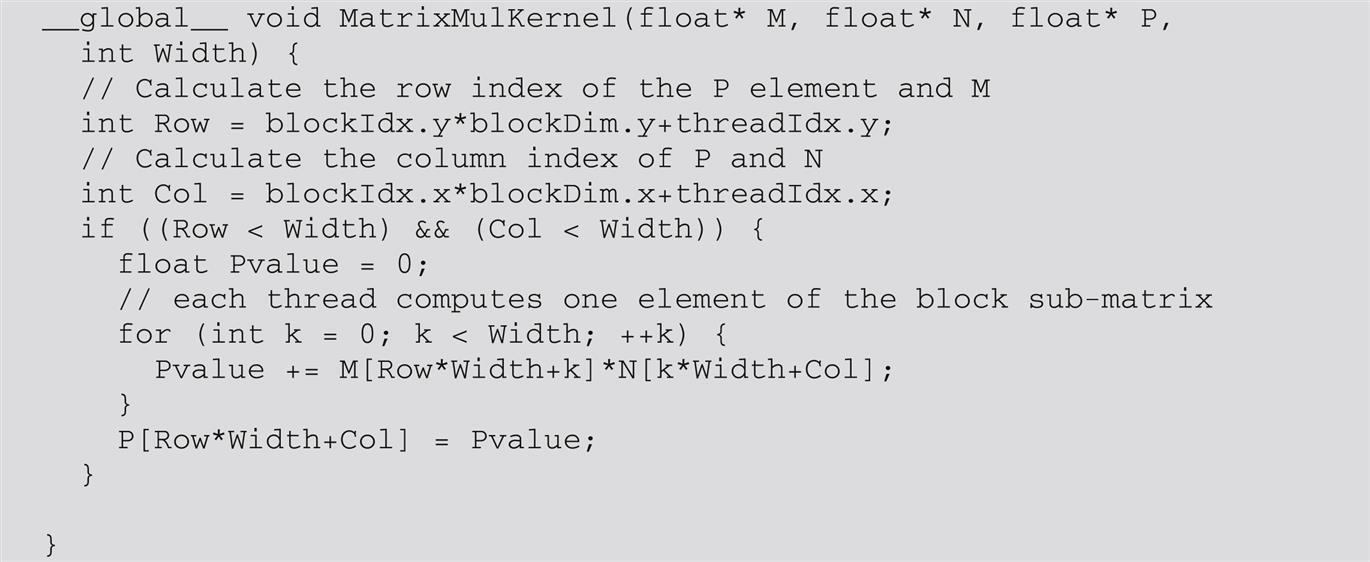 __global__ void MatrixMulKernel(float* M, float* N, float* P,
int Width) {
// Calculate the row index of the P element and M
int Row = blockIdx.y*blockDim.y+threadIdx.y;
// Calculate the column index of P and N
int Col = blockIdx.x*blockDim.x+threadIdx.x;
if ((Row < Width) && (Col < Width)) {
float Pvalue = 0;
// each thread computes one element of the block sub-matrix
for (int k = 0; k < Width; ++k) {
Pvalue += M[Row*Width+k]*N[k*Width+Col];
}
P[Row*Width+Col] = Pvalue;
}
}